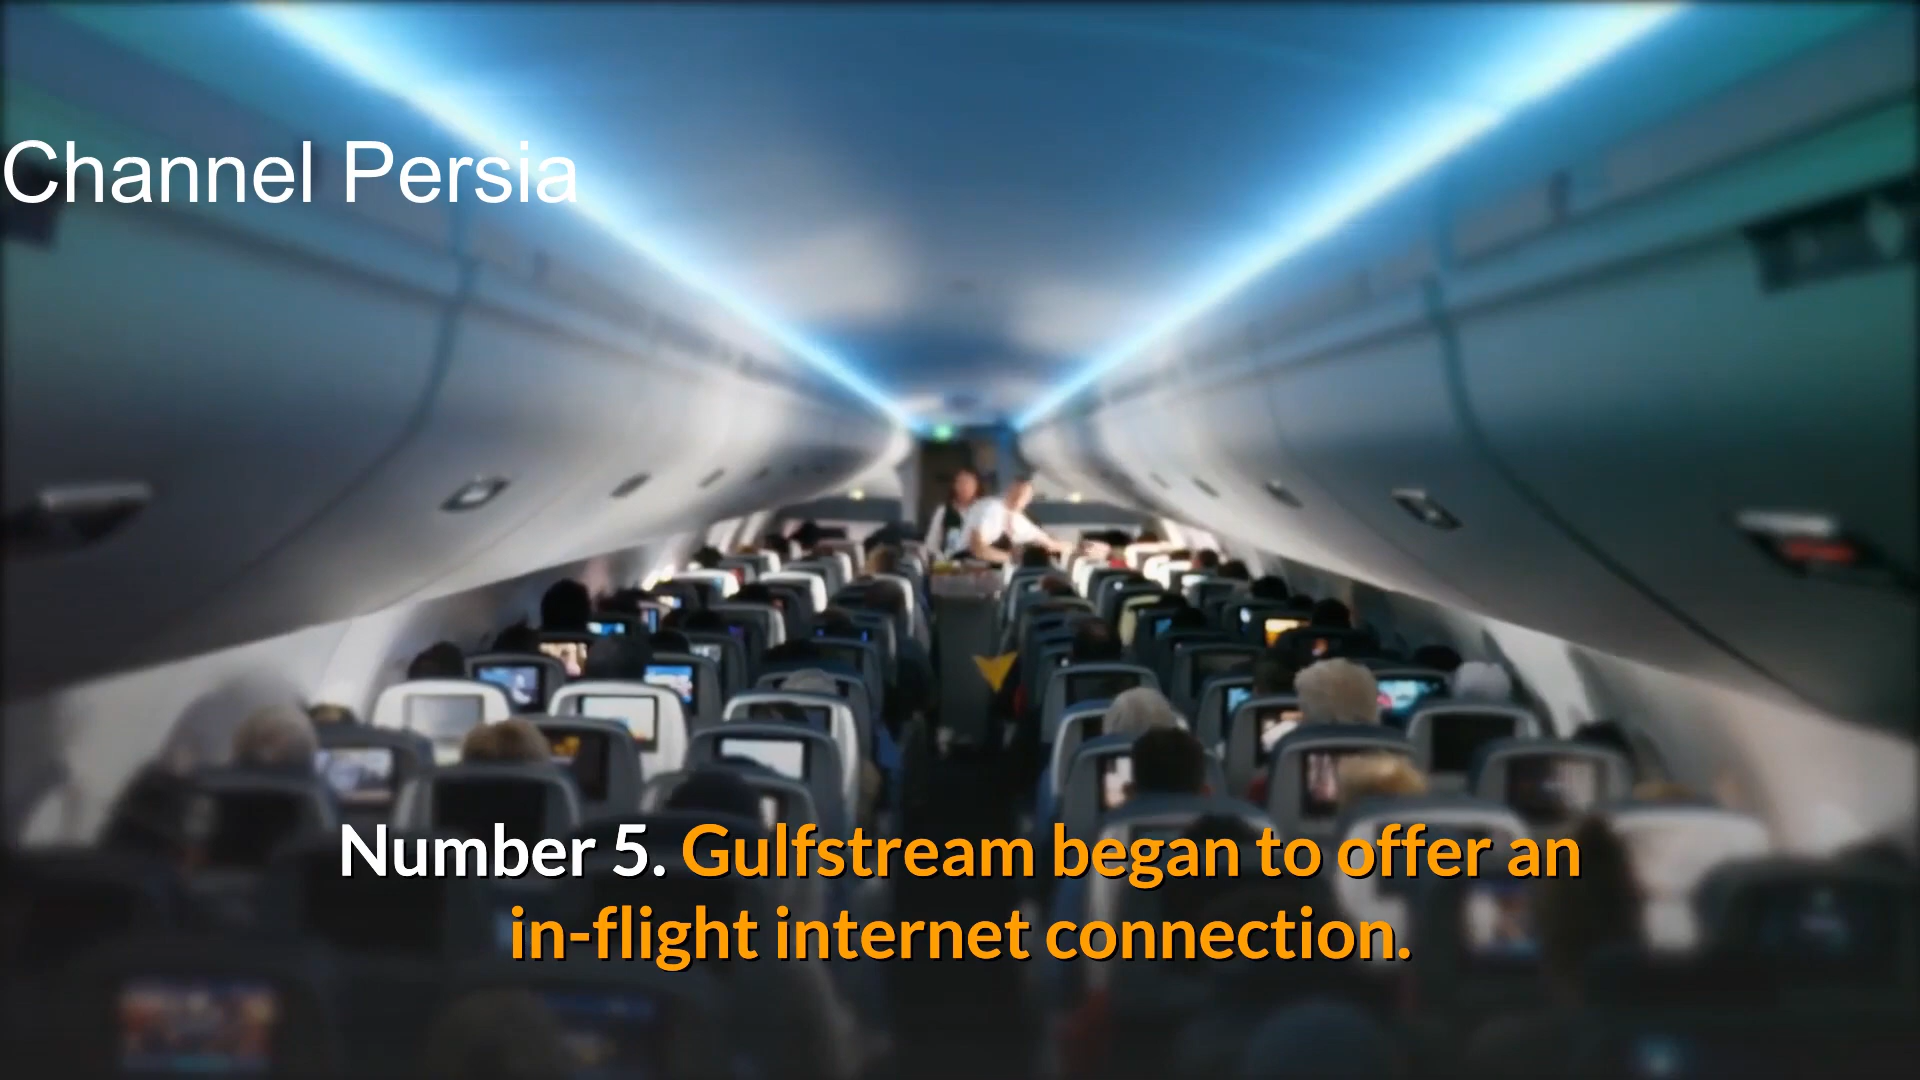 Channel Persia
Number 5. Gulfstream began to offer an
in-flight internet connection.